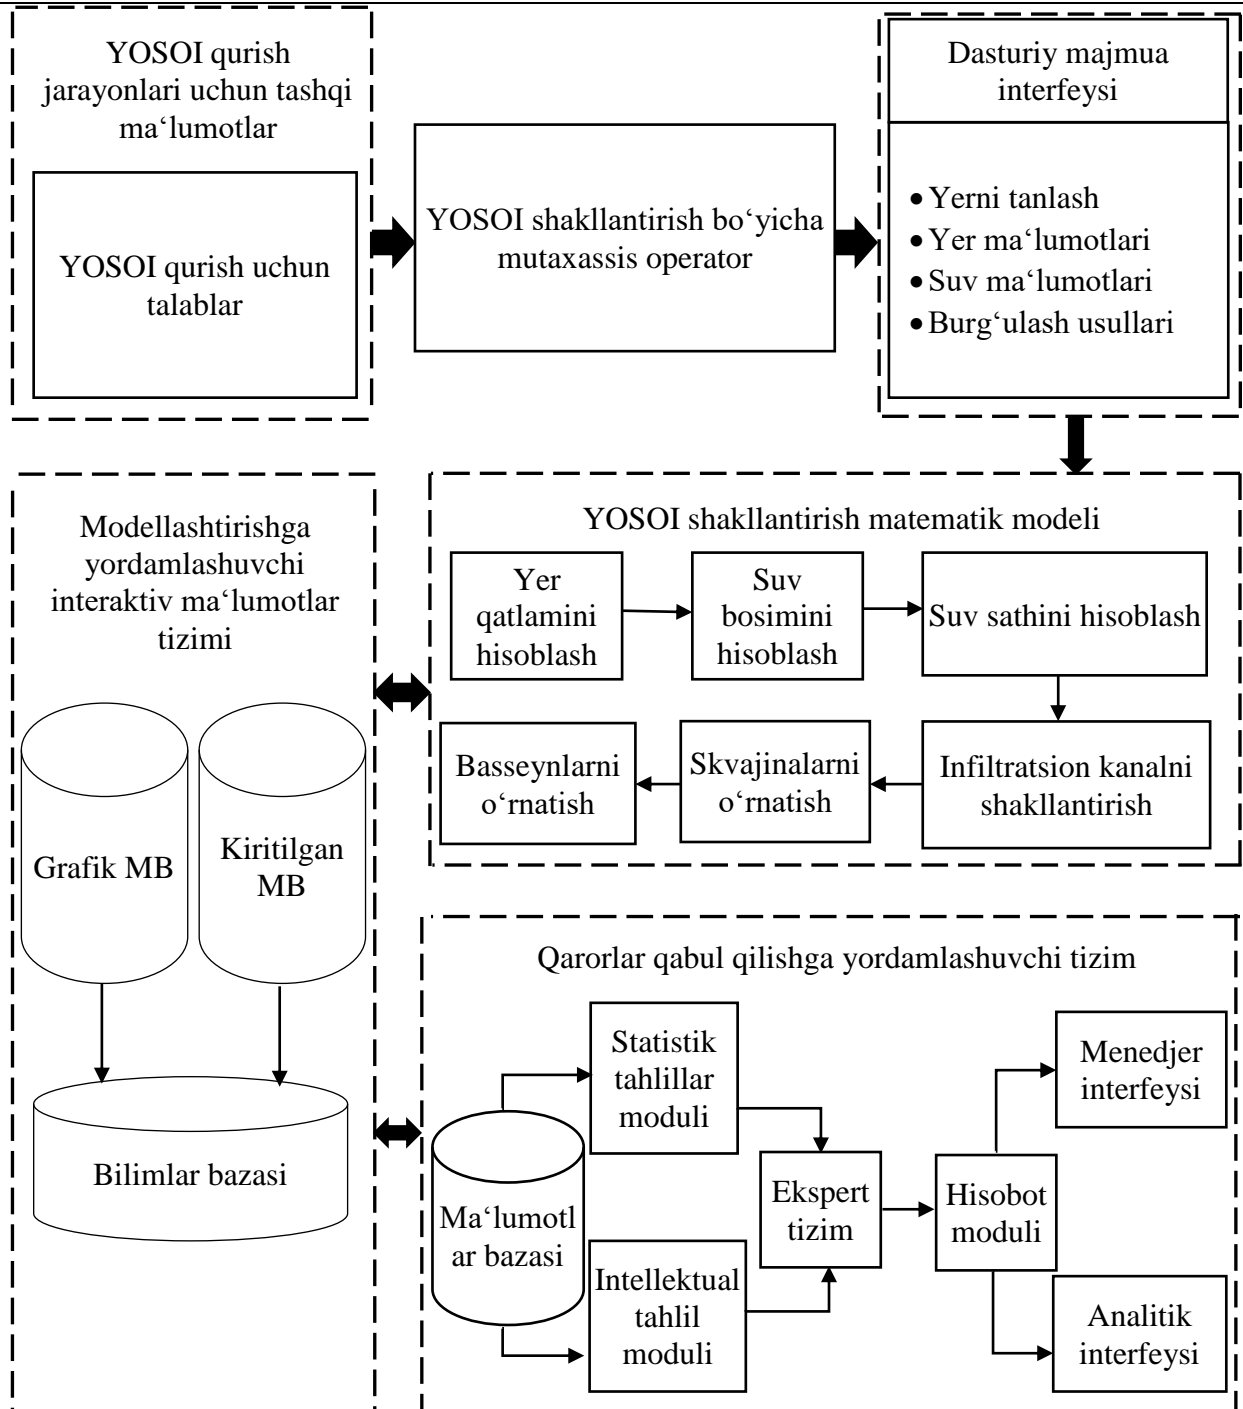 YOSOI qurish
jarayonlari uchun tashqi
ma‘lumotlar
YOSOI qurish uchun
talablar
YOSOI shakllantirish bo‘yicha
mutaxassis operator
Dasturiy majmua
interfeysi
• Yerni tanlash
• Yer ma‘lumotlari
• Suv ma‘lumotlari
• Burg‘ulash usullari
Modellashtirishga
yordamlashuvchi
interaktiv ma‘lumotlar
tizimi
Grafik MB
Kiritilgan
MB
Bilimlar bazasi
YOSOI shakllantirish matematik modeli
Yer
qatlamini
hisoblash
Suv
bosimini
hisoblash
Suv sathini hisoblash
Basseynlarni
o‘rnatish
Skvajinalarni
o‘rnatish
Infiltratsion kanalni
shakllantirish
Qarorlar qabul qilishga yordamlashuvchi tizim
Ma‘lumotl
ar bazasi
Statistik
tahlillar
moduli
Intellektual
tahlil
moduli
Ekspert
tizim
Hisobot
moduli
Menedjer
interfeysi
Analitik
interfeysi